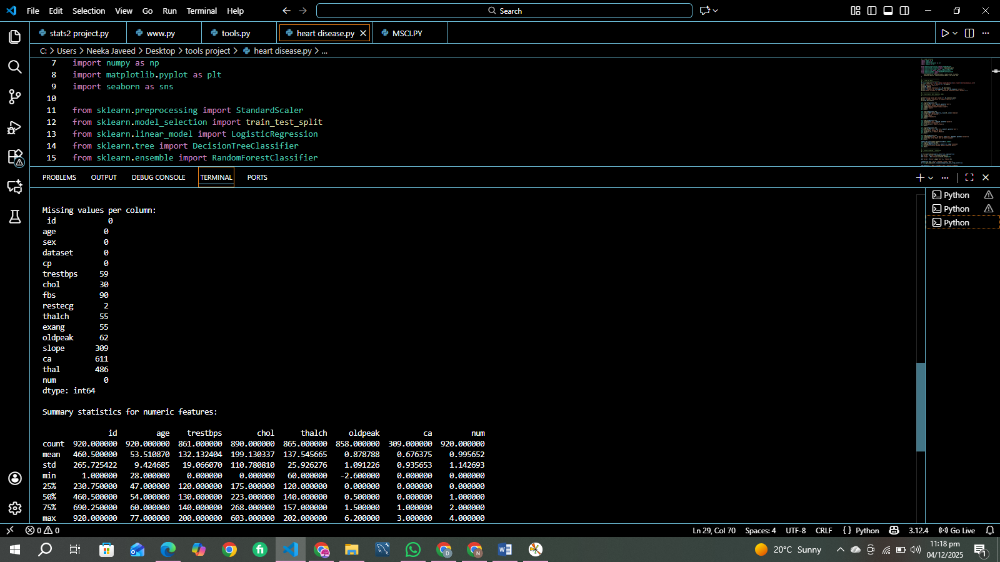 File Edit Selection View Go Run Terminal Help Search
stats2 project.py www.py tools.py heart disease.py MSCI.PY
C: > Users > Neeka Javeed > Desktop > tools project > heart disease.py > ...
7 import numpy as np
8 import matplotlib.pyplot as plt
9 import seaborn as sns
10
11 from sklearn.preprocessing import StandardScaler
12 from sklearn.model_selection import train_test_split
13 from sklearn.linear_model import LogisticRegression
14 from sklearn.tree import DecisionTreeClassifier
15 from sklearn.ensemble import RandomForestClassifier
PROBLEMS OUTPUT DEBUG CONSOLE TERMINAL PORTS
Python
Python
Python
Missing values per column:
id 0
age 0
sex 0
dataset 0
cp 0
trestbps 59
chol 30
fbs 90
restecg 2
thalch 55
exang 55
oldpeak 62
slope 309
ca 611
thal 486
num 0
dtype: int64
Summary statistics for numeric features:
id age trestbps chol thalch oldpeak ca num
count 920.000000 920.000000 861.000000 890.000000 865.000000 858.000000 309.000000 920.000000
mean 460.500000 53.510870 132.132404 199.130337 137.545665 0.878788 0.676375 0.995652
std 265.725422 9.424685 19.066070 110.780810 25.926276 1.091226 0.935653 1.142693
min 1.000000 28.000000 0.000000 0.000000 60.000000 -2.600000 0.000000 0.000000
25% 230.750000 47.000000 120.000000 175.000000 120.000000 0.000000 0.000000 0.000000
50% 460.500000 54.000000 130.000000 223.000000 140.000000 0.500000 0.000000 1.000000
75% 690.250000 60.000000 140.000000 268.000000 157.000000 1.500000 1.000000 2.000000
max 920.000000 77.000000 200.000000 603.000000 202.000000 6.200000 3.000000 4.000000
0 0 Ln 29, Col 70 Spaces: 4 UTF-8 CRLF { } Python 3.12.4 Go Live
20°C Sunny 11:18 pm
04/12/2025 1